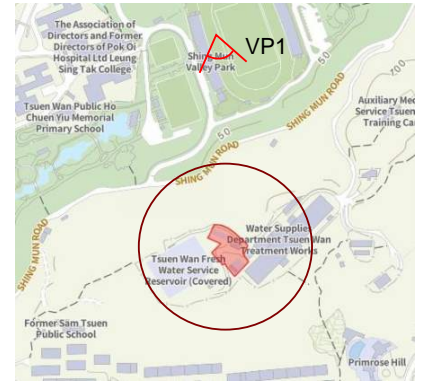 The Association of
Directors and Former
Directors of Pok Oi
Hospital Ltd Leung
Sing Tak College
VP1
Shing Mun
Valley Park
Tsuen Wan Public Ho
Chuen Yiu Memorial
Primary School
50
50
200
Auxiliary Med
Service Tsuen
Training Ca
SHING MUN ROAD
SHING MUN ROAD
SHING MUN ROAD
Water Supplies
Department Tsuen Wan
Treatment Works
Tsuen Wan Fresh
Water Service
Reservoir (Covered)
Former Sam Tsuen
Public School
Primrose Hill